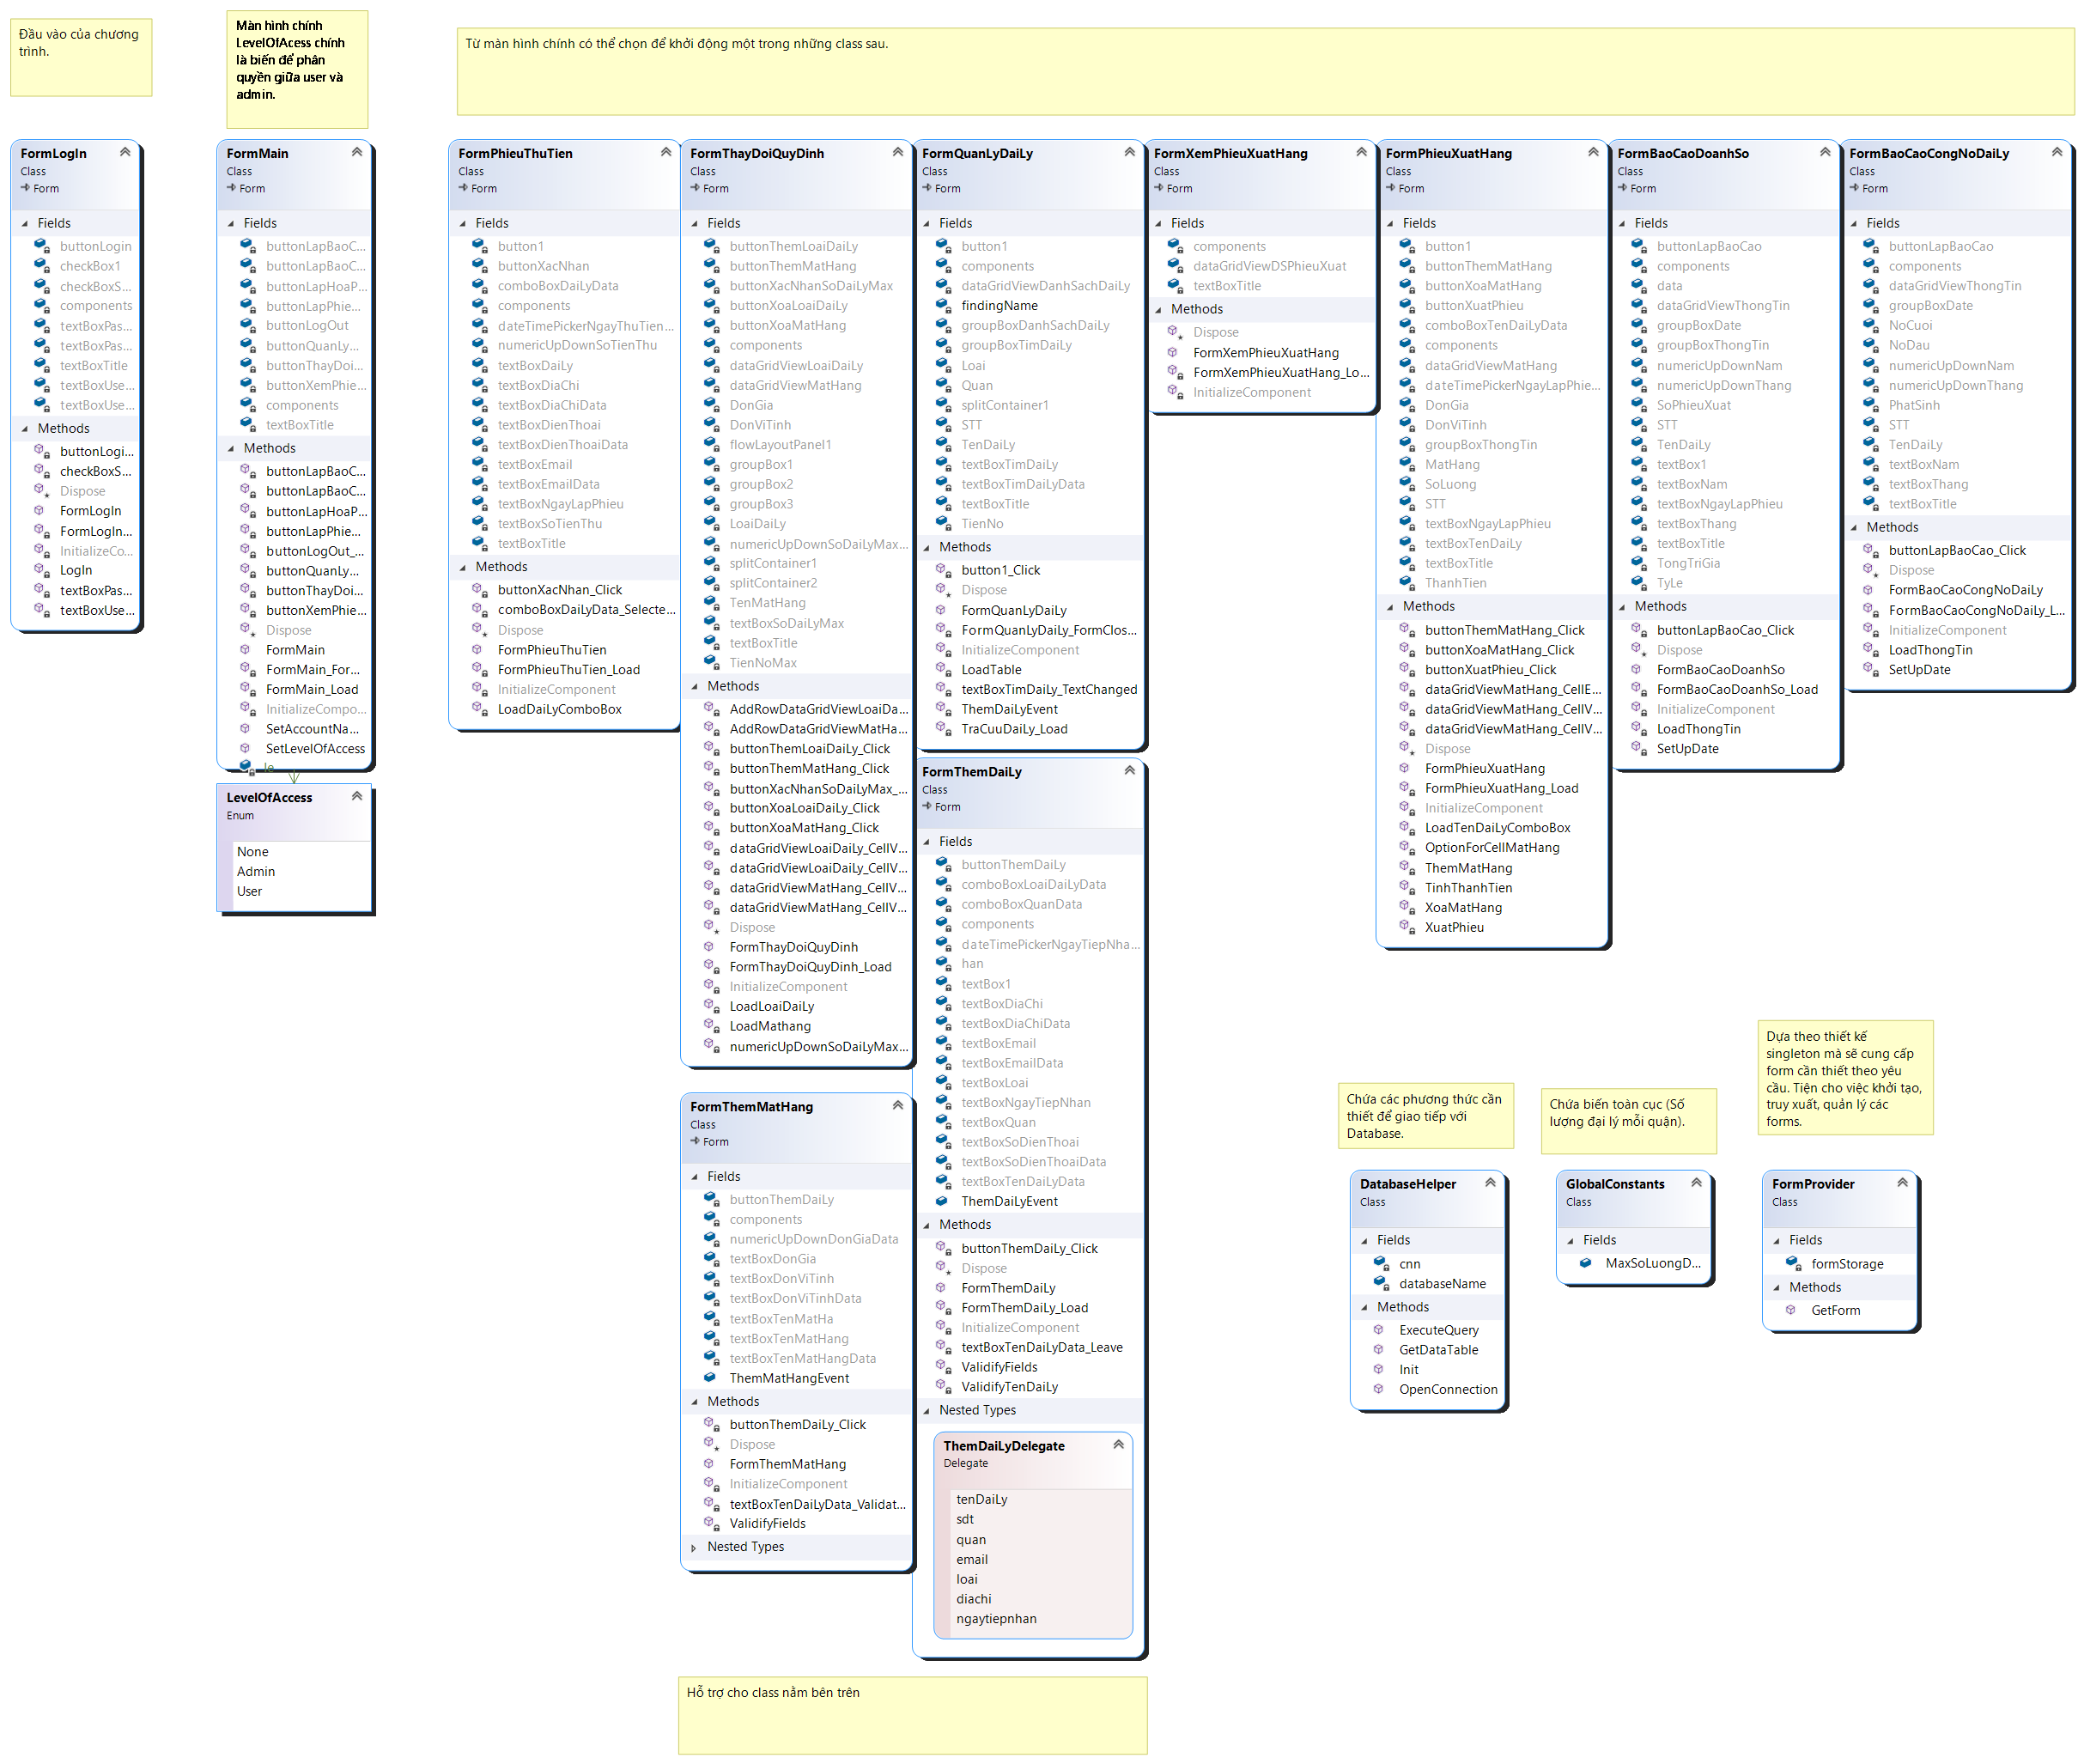 Đầu vào của chương
trình.
Màn hình chính
LevelOfAcess chính
là biến để phân
quyền giữa user và
admin.
Từ màn hình chính có thể chọn để khởi động một trong những class sau.
FormLogIn
Class
Form
Fields
buttonLogin
checkBox1
checkBoxS...
components
textBoxPas...
textBoxPas...
textBoxTitle
textBoxUse...
textBoxUse...
Methods
buttonLogi...
checkBoxS...
Dispose
FormLogIn
FormLogIn...
InitializeCo...
LogIn
textBoxPas...
textBoxUse...
FormMain
Class
Form
Fields
buttonLapBaoC...
buttonLapBaoC...
buttonLapHoaP...
buttonLapPhie...
buttonLogOut
buttonQuanLy...
buttonThayDoi...
buttonXemPhie...
components
textBoxTitle
Methods
buttonLapBaoC...
buttonLapBaoC...
buttonLapHoaP...
buttonLapPhie...
buttonLogOut_...
buttonQuanLy...
buttonThayDoi...
buttonXemPhie...
Dispose
FormMain
FormMain_For...
FormMain_Load
InitializeCompo...
SetAccountNa...
SetLevelOfAccess
le
LevelOfAccess
Enum
None
Admin
User
FormPhieuThuTien
Class
Form
Fields
button1
buttonXacNhan
comboBoxDaiLyData
components
dateTimePickerNgayThuTien...
numericUpDownSoTienThu
textBoxDaiLy
textBoxDiaChi
textBoxDiaChiData
textBoxDienThoai
textBoxDienThoaiData
textBoxEmail
textBoxEmailData
textBoxNgayLapPhieu
textBoxSoTienThu
textBoxTitle
Methods
buttonXacNhan_Click
comboBoxDaiLyData_Selecte...
Dispose
FormPhieuThuTien
FormPhieuThuTien_Load
InitializeComponent
LoadDaiLyComboBox
FormThayDoiQuyDinh
Class
Form
Fields
buttonThemLoaiDaiLy
buttonThemMatHang
buttonXacNhanSoDaiLyMax
buttonXoaLoaiDaiLy
buttonXoaMatHang
components
dataGridViewLoaiDaiLy
dataGridViewMatHang
DonGia
DonViTinh
flowLayoutPanel1
groupBox1
groupBox2
groupBox3
LoaiDaiLy
numericUpDownSoDaiLyMax...
splitContainer1
splitContainer2
TenMatHang
textBoxSoDaiLyMax
textBoxTitle
TienNoMax
Methods
AddRowDataGridViewLoaiDa...
AddRowDataGridViewMatHa...
buttonThemLoaiDaiLy_Click
buttonThemMatHang_Click
buttonXacNhanSoDaiLyMax_...
buttonXoaLoaiDaiLy_Click
buttonXoaMatHang_Click
dataGridViewLoaiDaiLy_CellV...
dataGridViewLoaiDaiLy_CellV...
dataGridViewMatHang_CellV...
dataGridViewMatHang_CellV...
Dispose
FormThayDoiQuyDinh
FormThayDoiQuyDinh_Load
InitializeComponent
LoadLoaiDaiLy
LoadMathang
numericUpDownSoDaiLyMax...
FormThemMatHang
Class
Form
Fields
buttonThemDaiLy
components
numericUpDownDonGiaData
textBoxDonGia
textBoxDonViTinh
textBoxDonViTinhData
textBoxTenMatHa
textBoxTenMatHang
textBoxTenMatHangData
ThemMatHangEvent
Methods
buttonThemDaiLy_Click
Dispose
FormThemMatHang
InitializeComponent
textBoxTenDaiLyData_Validat...
ValidifyFields
Nested Types
FormQuanLyDaiLy
Class
Form
Fields
button1
components
dataGridViewDanhSachDaiLy
findingName
groupBoxDanhSachDaiLy
groupBoxTimDaiLy
Loai
Quan
splitContainer1
STT
TenDaiLy
textBoxTimDaiLy
textBoxTimDaiLyData
textBoxTitle
TienNo
Methods
button1_Click
Dispose
FormQuanLyDaiLy
FormQuanLyDaiLy_FormClos...
InitializeComponent
LoadTable
textBoxTimDaiLy_TextChanged
ThemDaiLyEvent
TraCuuDaiLy_Load
FormThemDaiLy
Class
Form
Fields
buttonThemDaiLy
comboBoxLoaiDaiLyData
comboBoxQuanData
components
dateTimePickerNgayTiepNha...
han
textBox1
textBoxDiaChi
textBoxDiaChiData
textBoxEmail
textBoxEmailData
textBoxLoai
textBoxNgayTiepNhan
textBoxQuan
textBoxSoDienThoai
textBoxSoDienThoaiData
textBoxTenDaiLyData
ThemDaiLyEvent
Methods
buttonThemDaiLy_Click
Dispose
FormThemDaiLy
FormThemDaiLy_Load
InitializeComponent
textBoxTenDaiLyData_Leave
ValidifyFields
ValidifyTenDaiLy
Nested Types
ThemDaiLyDelegate
Delegate
tenDaiLy
sdt
quan
email
loai
diachi
ngaytiepnhan
Hỗ trợ cho class nằm bên trên
FormXemPhieuXuatHang
Class
Form
Fields
components
dataGridViewDSPhieuXuat
textBoxTitle
Methods
Dispose
FormXemPhieuXuatHang
FormXemPhieuXuatHang_Lo...
InitializeComponent
FormPhieuXuatHang
Class
Form
Fields
button1
buttonThemMatHang
buttonXoaMatHang
buttonXuatPhieu
comboBoxTenDaiLyData
components
dataGridViewMatHang
dateTimePickerNgayLapPhie...
DonGia
DonViTinh
groupBoxThongTin
MatHang
SoLuong
STT
textBoxNgayLapPhieu
textBoxTenDaiLy
textBoxTitle
ThanhTien
Methods
buttonThemMatHang_Click
buttonXoaMatHang_Click
buttonXuatPhieu_Click
dataGridViewMatHang_CellE...
dataGridViewMatHang_CellV...
dataGridViewMatHang_CellV...
Dispose
FormPhieuXuatHang
FormPhieuXuatHang_Load
InitializeComponent
LoadTenDaiLyComboBox
OptionForCellMatHang
ThemMatHang
TinhThanhTien
XoaMatHang
XuatPhieu
FormBaoCaoDoanhSo
Class
Form
Fields
buttonLapBaoCao
components
data
dataGridViewThongTin
groupBoxDate
groupBoxThongTin
numericUpDownNam
numericUpDownThang
SoPhieuXuat
STT
TenDaiLy
textBox1
textBoxNam
textBoxNgayLapPhieu
textBoxThang
textBoxTitle
TongTriGia
TyLe
Methods
buttonLapBaoCao_Click
Dispose
FormBaoCaoDoanhSo
FormBaoCaoDoanhSo_Load
InitializeComponent
LoadThongTin
SetUpDate
FormBaoCaoCongNoDaiLy
Class
Form
Fields
buttonLapBaoCao
components
dataGridViewThongTin
groupBoxDate
NoCuoi
NoDau
numericUpDownNam
numericUpDownThang
PhatSinh
STT
TenDaiLy
textBoxNam
textBoxThang
textBoxTitle
Methods
buttonLapBaoCao_Click
Dispose
FormBaoCaoCongNoDaiLy
FormBaoCaoCongNoDaiLy_L...
InitializeComponent
LoadThongTin
SetUpDate
Chứa các phương thức cần
thiết để giao tiếp với
Database.
DatabaseHelper
Class
Fields
cnn
databaseName
Methods
ExecuteQuery
GetDataTable
Init
OpenConnection
Chứa biến toàn cục (Số
lượng đại lý mỗi quận).
GlobalConstants
Class
Fields
MaxSoLuongD...
Dựa theo thiết kế
singleton mà sẽ cung cấp
form cần thiết theo yêu
cầu. Tiện cho việc khởi tạo,
truy xuất, quản lý các
forms.
FormProvider
Class
Fields
formStorage
Methods
GetForm